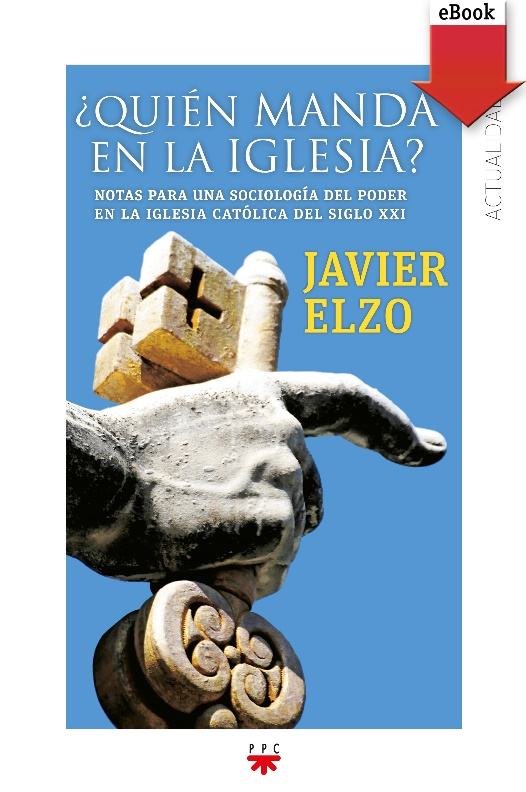 eBook
¿QUIÉN MANDA
EN LA IGLESIA?
NOTAS PARA UNA SOCIOLOGÍA DEL PODER
EN LA IGLESIA CATÓLICA DEL SIGLO XXI
JAVIER
ELZO
ACTUALIDAD
PPC